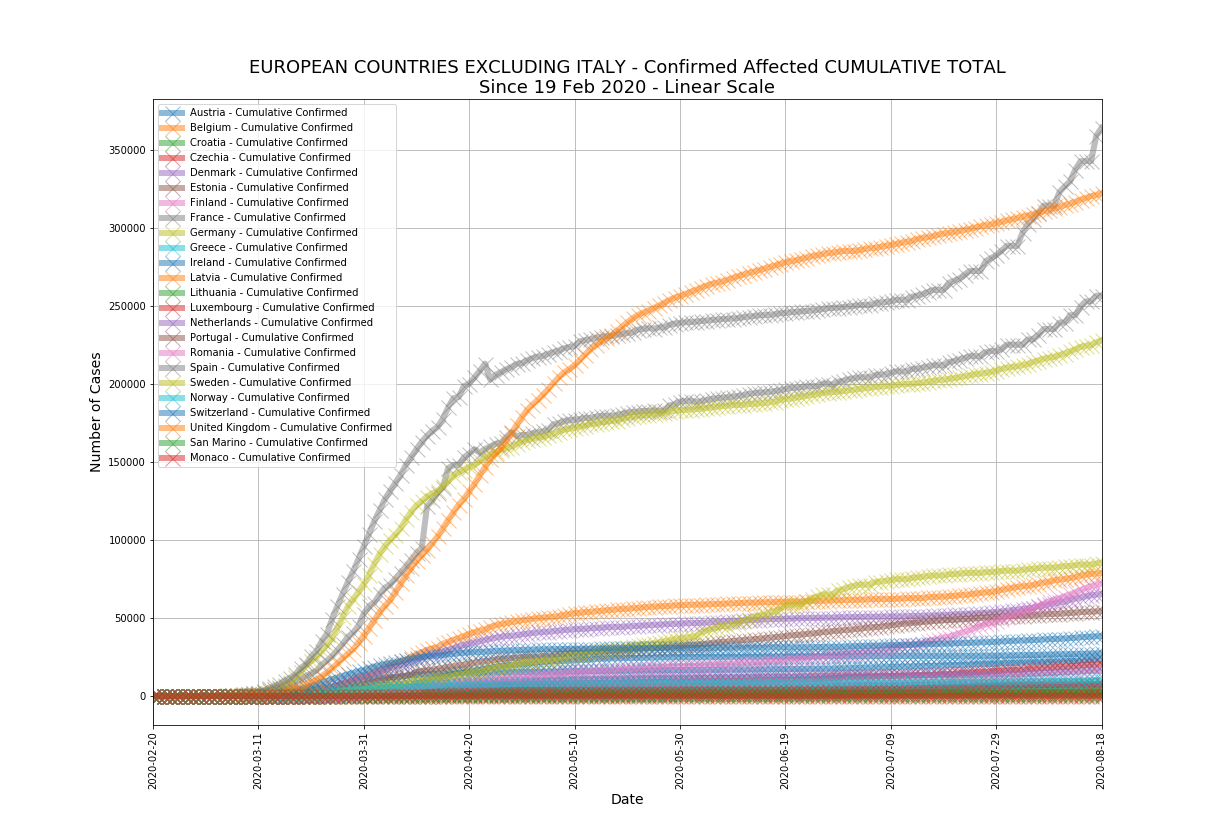 EUROPEAN COUNTRIES EXCLUDING ITALY - Confirmed Affected CUMULATIVE TOTAL
Since 19 Feb 2020 - Linear Scale
Austria - Cumulative Confirmed
Belgium - Cumulative Confirmed
Croatia - Cumulative Confirmed
Czechia - Cumulative Confirmed
Denmark - Cumulative Confirmed
Estonia - Cumulative Confirmed
Finland - Cumulative Confirmed
France - Cumulative Confirmed
Germany - Cumulative Confirmed
Greece - Cumulative Confirmed
Ireland - Cumulative Confirmed
Latvia - Cumulative Confirmed
Lithuania - Cumulative Confirmed
Luxembourg - Cumulative Confirmed
Netherlands - Cumulative Confirmed
Portugal - Cumulative Confirmed
Romania - Cumulative Confirmed
Spain - Cumulative Confirmed
Sweden - Cumulative Confirmed
Norway - Cumulative Confirmed
Switzerland - Cumulative Confirmed
United Kingdom - Cumulative Confirmed
San Marino - Cumulative Confirmed
Monaco - Cumulative Confirmed
Number of Cases
350000
300000
250000
200000
150000
100000
50000
0
2020-02-20
2020-03-11
2020-03-31
2020-04-20
2020-05-10
2020-05-30
2020-06-19
2020-07-09
2020-07-29
2020-08-18
Date